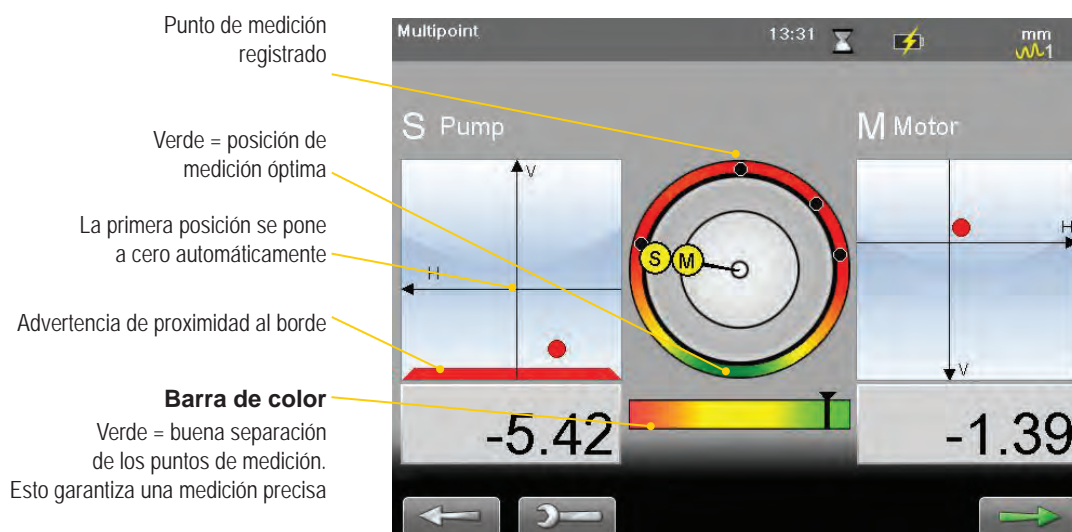 Punto de medición
registrado
Verde = posición de
medición óptima
La primera posición se pone
a cero automáticamente
Advertencia de proximidad al borde
Barra de color
Verde = buena separación
de los puntos de medición.
Esto garantiza una medición precisa
Multipoint
13:31
mm
1
S Pump
V
H
-5.42
S
M
M Motor
H
V
-1.39